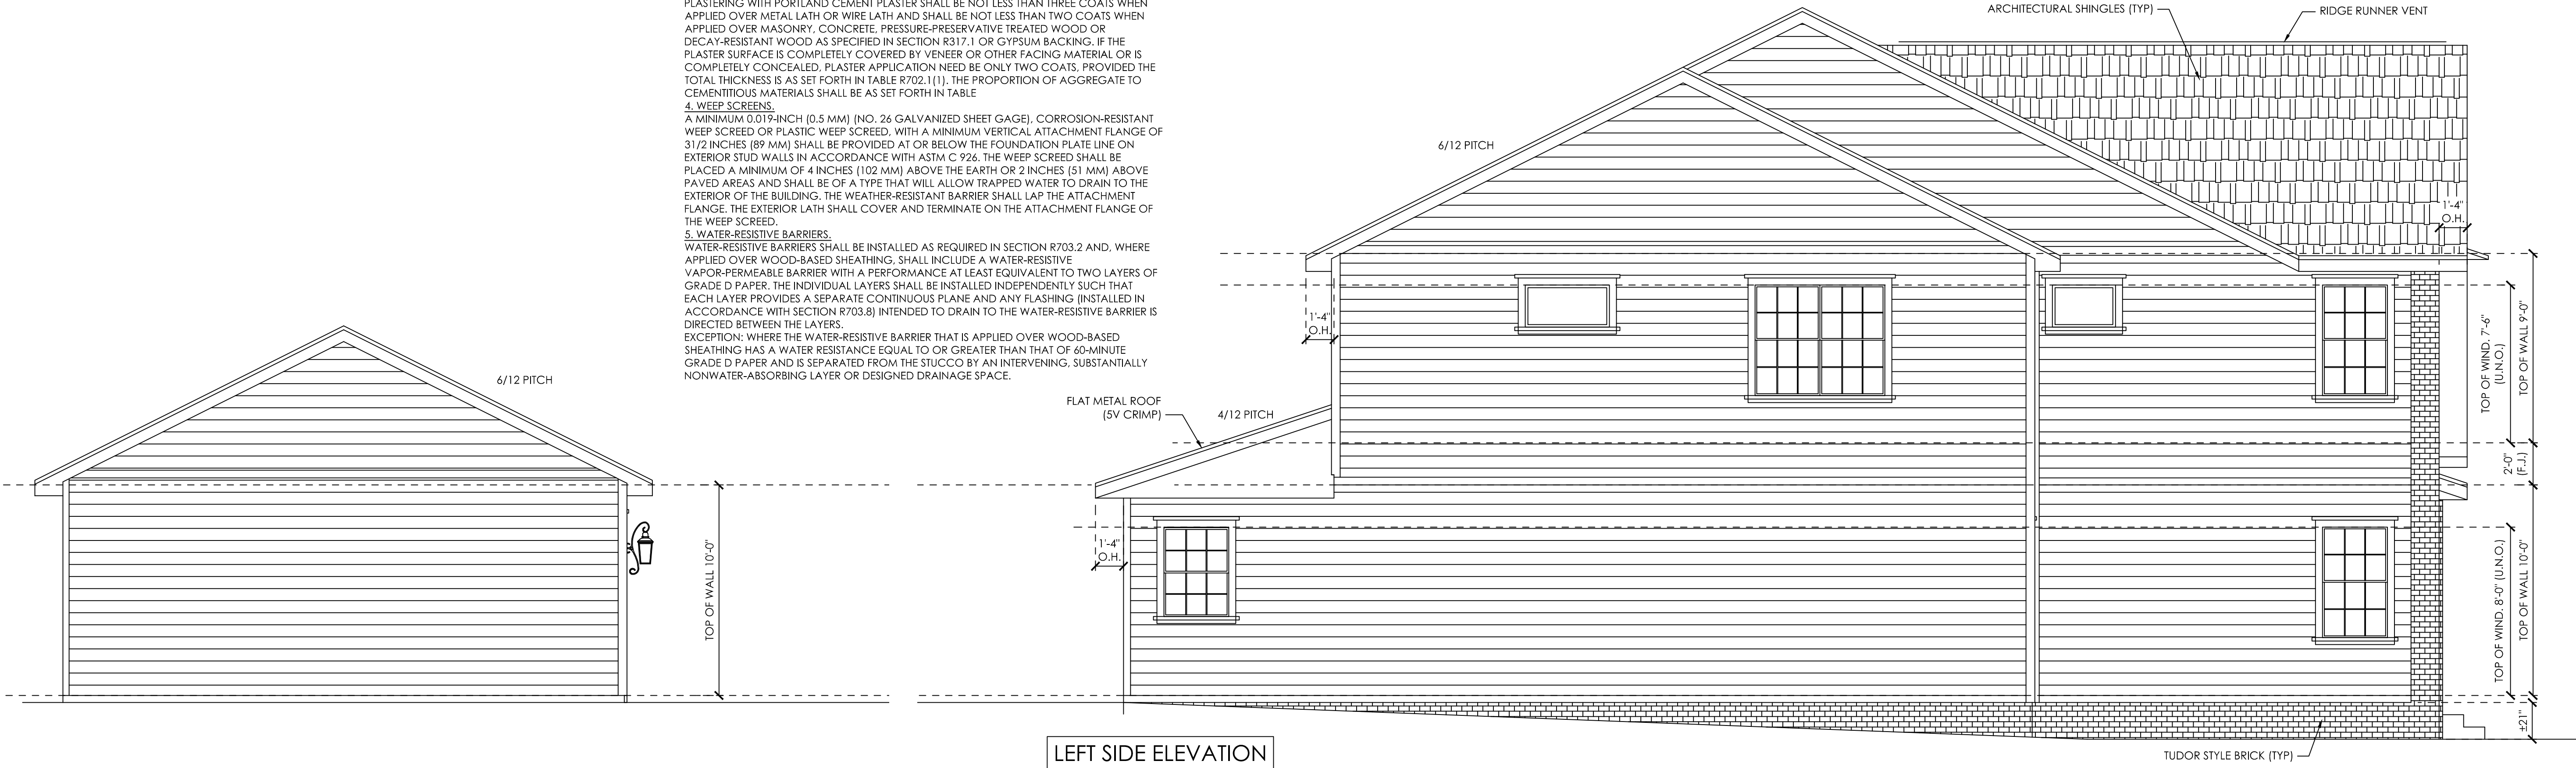 PLASTERING WITH PORTLAND CEMENT PLASTER SHALL BE NOT LESS THAN THREE COATS WHEN
APPLIED OVER METAL LATH OR WIRE LATH AND SHALL BE NOT LESS THAN TWO COATS WHEN
APPLIED OVER MASONRY, CONCRETE, PRESSURE-PRESERVATIVE TREATED WOOD OR
DECAY-RESISTANT WOOD AS SPECIFIED IN SECTION R317.1 OR GYPSUM BACKING. IF THE
PLASTER SURFACE IS COMPLETELY COVERED BY VENEER OR OTHER FACING MATERIAL OR IS
COMPLETELY CONCEALED, PLASTER APPLICATION NEED BE ONLY TWO COATS, PROVIDED THE
TOTAL THICKNESS IS AS SET FORTH IN TABLE R702.1(1). THE PROPORTION OF AGGREGATE TO
CEMENTITIOUS MATERIALS SHALL BE AS SET FORTH IN TABLE
4. WEEP SCREENS.
A MINIMUM 0.019-INCH (0.5 MM) (NO. 26 GALVANIZED SHEET GAGE), CORROSION-RESISTANT
WEEP SCREED OR PLASTIC WEEP SCREED, WITH A MINIMUM VERTICAL ATTACHMENT FLANGE OF
31/2 INCHES (89 MM) SHALL BE PROVIDED AT OR BELOW THE FOUNDATION PLATE LINE ON
EXTERIOR STUD WALLS IN ACCORDANCE WITH ASTM C 926. THE WEEP SCREED SHALL BE
PLACED A MINIMUM OF 4 INCHES (102 MM) ABOVE THE EARTH OR 2 INCHES (51 MM) ABOVE
PAVED AREAS AND SHALL BE OF A TYPE THAT WILL ALLOW TRAPPED WATER TO DRAIN TO THE
EXTERIOR OF THE BUILDING. THE WEATHER-RESISTANT BARRIER SHALL LAP THE ATTACHMENT
FLANGE. THE EXTERIOR LATH SHALL COVER AND TERMINATE ON THE ATTACHMENT FLANGE OF
THE WEEP SCREED.
5. WATER-RESISTIVE BARRIERS.
WATER-RESISTIVE BARRIERS SHALL BE INSTALLED AS REQUIRED IN SECTION R703.2 AND, WHERE
APPLIED OVER WOOD-BASED SHEATHING, SHALL INCLUDE A WATER-RESISTIVE
VAPOR-PERMEABLE BARRIER WITH A PERFORMANCE AT LEAST EQUIVALENT TO TWO LAYERS OF
GRADE D PAPER. THE INDIVIDUAL LAYERS SHALL BE INSTALLED INDEPENDENTLY SUCH THAT
EACH LAYER PROVIDES A SEPARATE CONTINUOUS PLANE AND ANY FLASHING (INSTALLED IN
ACCORDANCE WITH SECTION R703.8) INTENDED TO DRAIN TO THE WATER-RESISTIVE BARRIER IS
DIRECTED BETWEEN THE LAYERS.
EXCEPTION: WHERE THE WATER-RESISTIVE BARRIER THAT IS APPLIED OVER WOOD-BASED
SHEATHING HAS A WATER RESISTANCE EQUAL TO OR GREATER THAN THAT OF 60-MINUTE
GRADE D PAPER AND IS SEPARATED FROM THE STUCCO BY AN INTERVENING, SUBSTANTIALLY
NONWATER-ABSORBING LAYER OR DESIGNED DRAINAGE SPACE.
6/12 PITCH
TOP OF WALL 10'-0"
ARCHITECTURAL SHINGLES (TYP)
RIDGE RUNNER VENT
6/12 PITCH
1'-4"
O.H.
1'-4"
O.H.
FLAT METAL ROOF
(5V CRIMP)
4/12 PITCH
1'-4"
O.H.
TOP OF WIND. 7'-6"
(U.N.O.)
TOP OF WALL 9'-0"
2'-0"
(F.J.)
TOP OF WIND. 8'-0" (U.N.O.)
TOP OF WALL 10'-0"
±21"
TUDOR STYLE BRICK (TYP)
LEFT SIDE ELEVATION